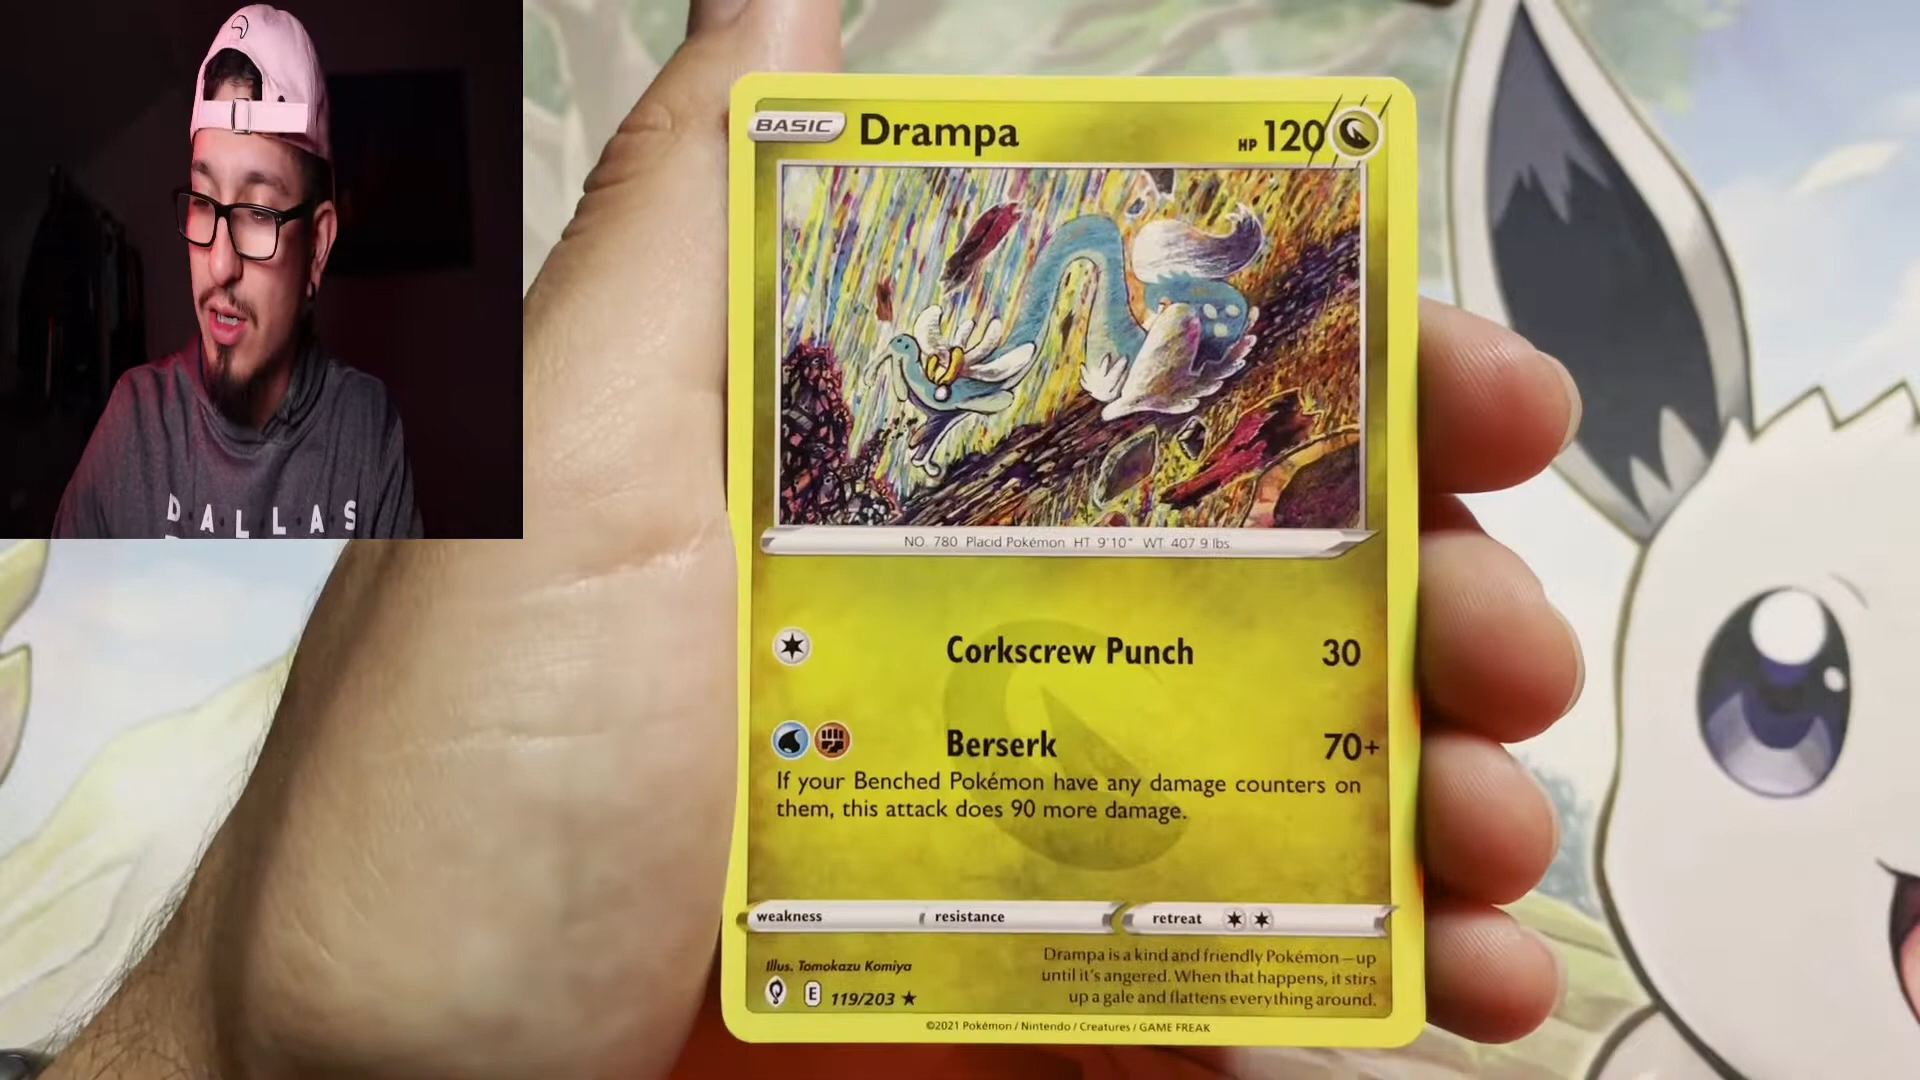 DALLAS
BASIC Drampa HP 120
NO. 780 Placid Pokémon HT 9'10" WT 407.9 lbs.
Corkscrew Punch 30
Berserk 70+
If your Benched Pokémon have any damage counters on
them, this attack does 90 more damage.
weakness resistance retreat
Illus. Tomokazu Komiya
E 119/203 ★
Drampa is a kind and friendly Pokémon—up
until it's angered. When that happens, it stirs
up a gale and flattens everything around.
©2021 Pokémon / Nintendo / Creatures / GAME FREAK